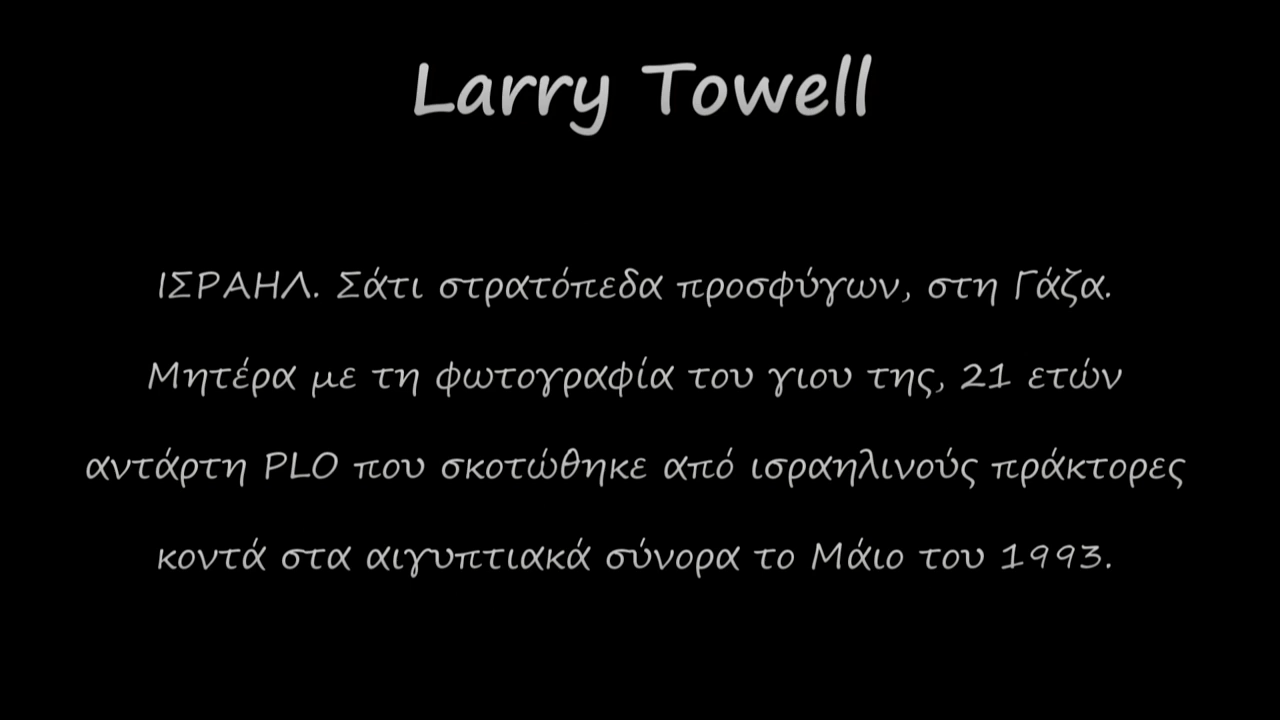 Larry Towell
ΙΣΡΑΗΛ. Σάτι στρατόπεδα προσφύγων, στη Γάζα.
Μητέρα με τη φωτογραφία του γιου της, 21 ετών
αντάρτη PLO που σκοτώθηκε από ισραηλινούς πράκτορες
κοντά στα αιγυπτιακά σύνορα το Μάιο του 1993.